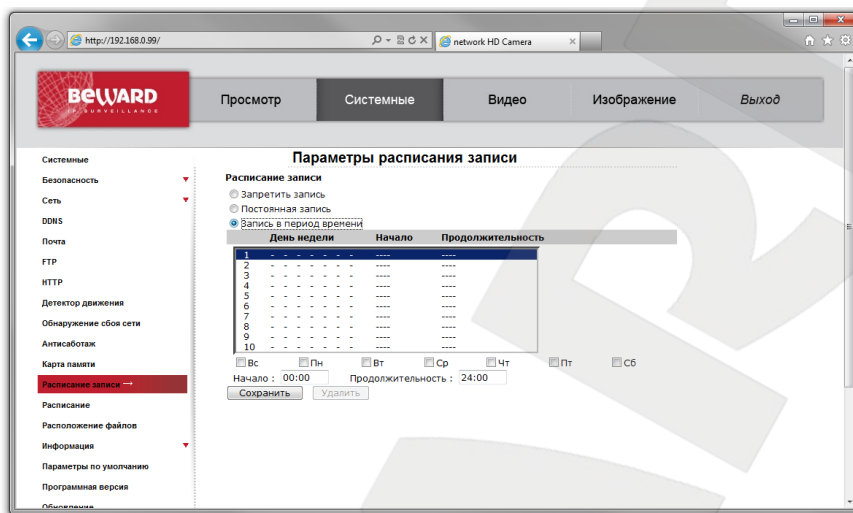 http://192.168.0.99/
network HD Camera
BEWARD
IP SURVEILLANCE
Просмотр
Системные
Видео
Изображение
Выход
Системные
Безопасность
Сеть
DDNS
Почта
FTP
HTTP
Детектор движения
Обнаружение сбоя сети
Антисаботаж
Карта памяти
Расписание записи →
Расписание
Расположение файлов
Информация
Параметры по умолчанию
Программная версия
Обновление
Параметры расписания записи
Расписание записи
Запретить запись
Постоянная запись
Запись в период времени
День недели Начало Продолжительность
1 - - - - - - - ---- ----
2 - - - - - - - ---- ----
3 - - - - - - - ---- ----
4 - - - - - - - ---- ----
5 - - - - - - - ---- ----
6 - - - - - - - ---- ----
7 - - - - - - - ---- ----
8 - - - - - - - ---- ----
9 - - - - - - - ---- ----
10 - - - - - - - ---- ----
Вс Пн Вт Ср Чт Пт Сб
Начало : 00:00 Продолжительность : 24:00
Сохранить Удалить